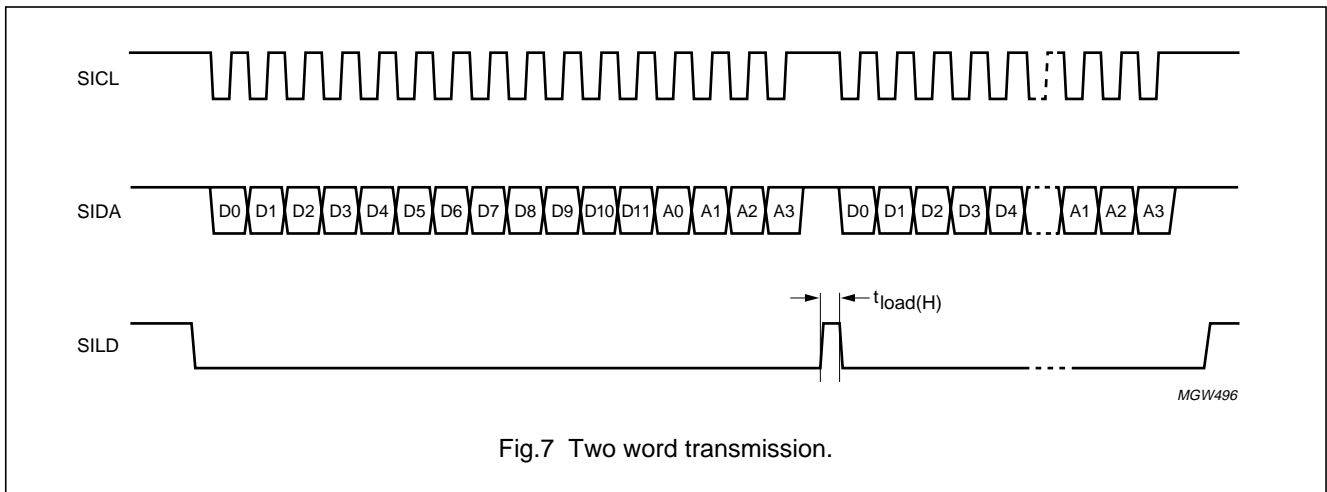 SICL
SIDA D0 D1 D2 D3 D4 D5 D6 D7 D8 D9 D10 D11 A0 A1 A2 A3 D0 D1 D2 D3 D4 A1 A2 A3
tload(H)
SILD
MGW496
Fig.7 Two word transmission.